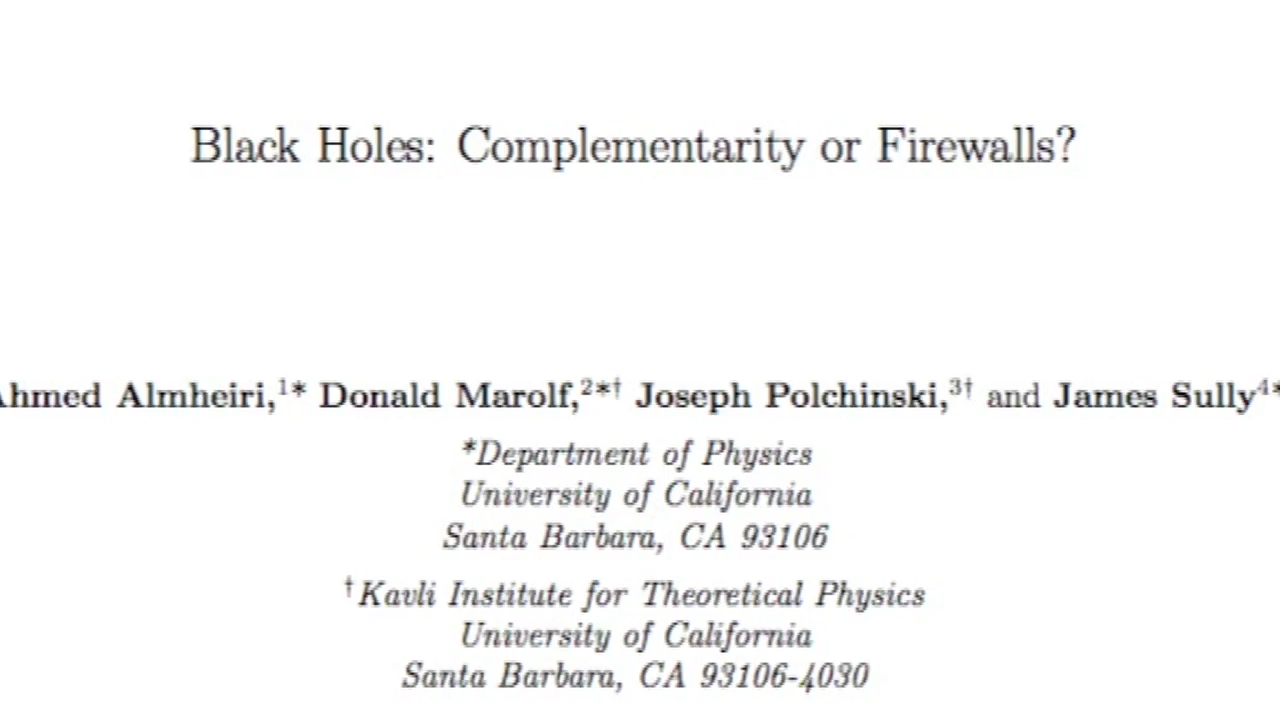 Black Holes: Complementarity or Firewalls?
Ahmed Almheiri,¹* Donald Marolf,²*† Joseph Polchinski,³† and James Sully⁴*
*Department of Physics
University of California
Santa Barbara, CA 93106
†Kavli Institute for Theoretical Physics
University of California
Santa Barbara, CA 93106-4030